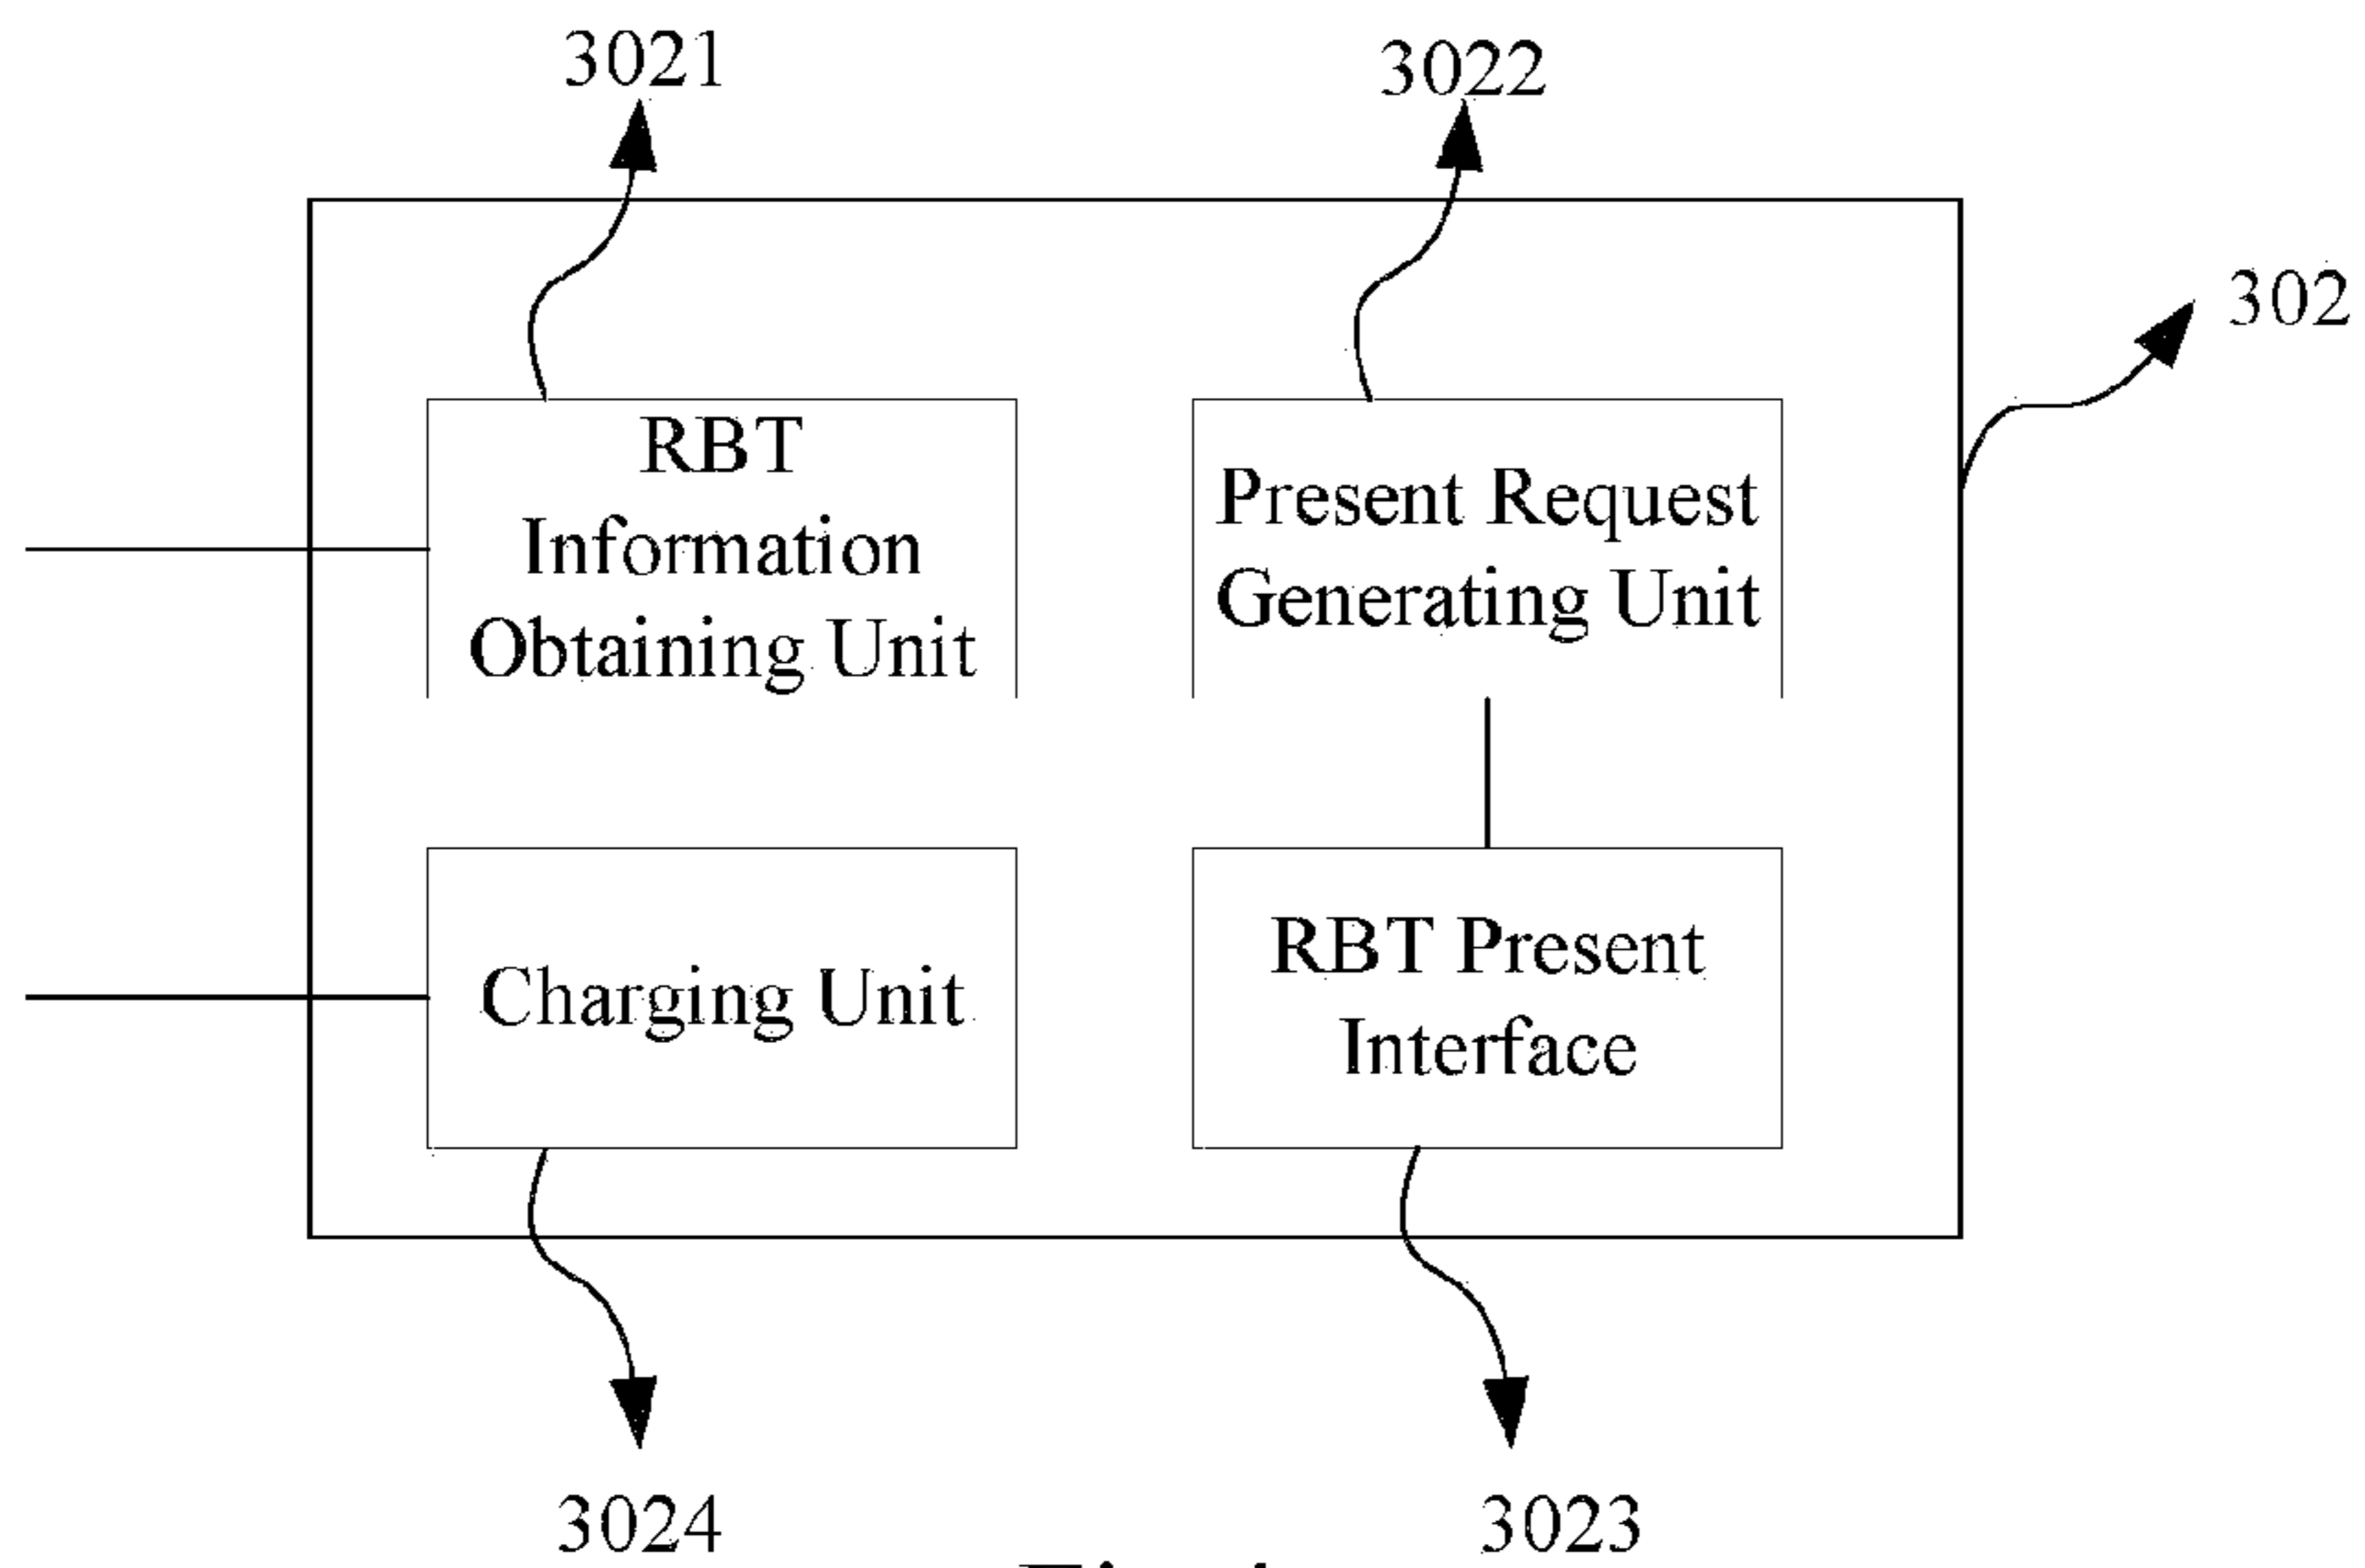 3021
3022
302
RBT
Information
Obtaining Unit
Present Request
Generating Unit
Charging Unit
RBT Present
Interface
3024
3023